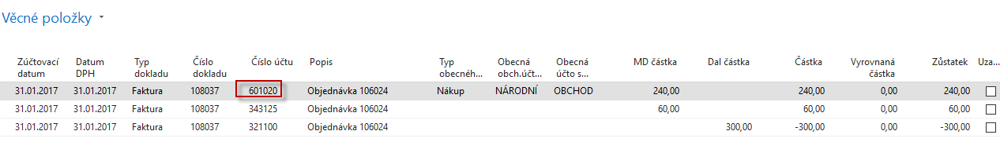 Věcné položky
Zúčtovací datum Datum DPH Typ dokladu Číslo dokladu Číslo účtu Popis Typ obecnéh... Obecná obch.účt... Obecná účto s... MD částka Dal částka Částka Vyrovnaná částka Zůstatek Uza...
31.01.2017 31.01.2017 Faktura 108037 601020 Objednávka 106024 Nákup NÁRODNÍ OBCHOD 240,00 240,00 0,00 240,00
31.01.2017 31.01.2017 Faktura 108037 343125 Objednávka 106024 60,00 60,00 0,00 60,00
31.01.2017 31.01.2017 Faktura 108037 321100 Objednávka 106024 300,00 -300,00 0,00 -300,00